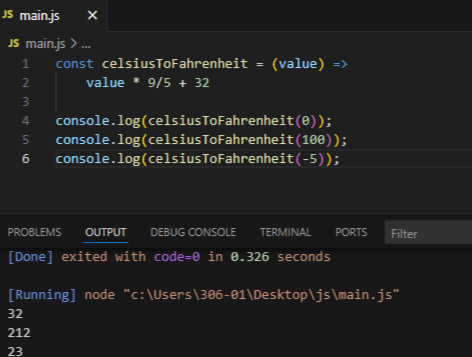 JS main.js ×
JS main.js > ...
1 const celsiusToFahrenheit = (value) =>
2     value * 9/5 + 32
3
4 console.log(celsiusToFahrenheit(0));
5 console.log(celsiusToFahrenheit(100));
6 console.log(celsiusToFahrenheit(-5));
PROBLEMS OUTPUT DEBUG CONSOLE TERMINAL PORTS Filter
[Done] exited with code=0 in 0.326 seconds
[Running] node "c:\Users\306-01\Desktop\js\main.js"
32
212
23